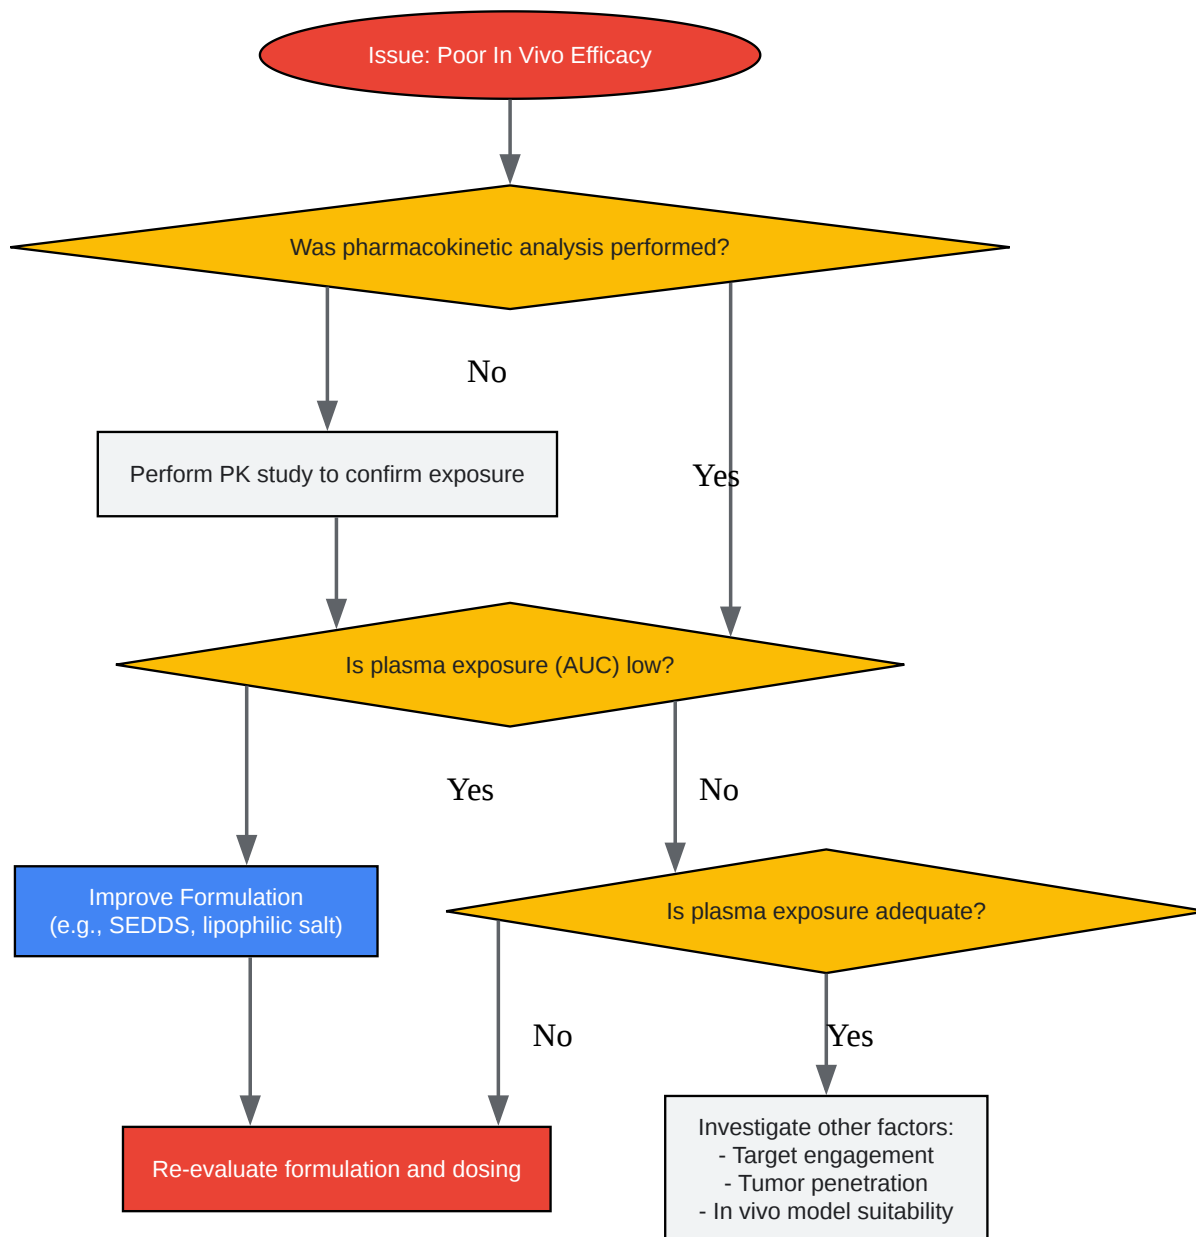 Issue: Poor In Vivo Efficacy
Was pharmacokinetic analysis performed?
No
Perform PK study to confirm exposure
Yes
Is plasma exposure (AUC) low?
Yes
No
Improve Formulation
(e.g., SEDDS, lipophilic salt)
Is plasma exposure adequate?
No
Yes
Re-evaluate formulation and dosing
Investigate other factors:
- Target engagement
- Tumor penetration
- In vivo model suitability